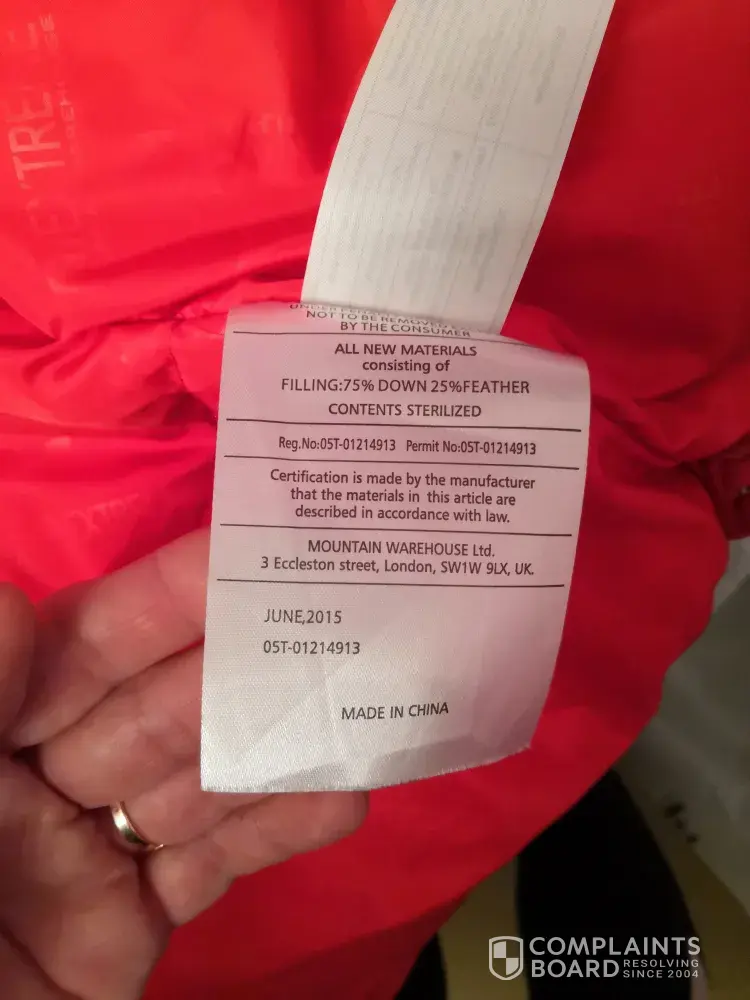 EXTRE E
NOT TO BE REMOVED E
BY THE CONSUMER
ALL NEW MATERIALS
consisting of
FILLING:75% DOWN 25%FEATHER
CONTENTS STERILIZED
Reg.No:05T-01214913 Permit No:05T-01214913
Certification is made by the manufacturer
that the materials in this article are
described in accordance with law.
MOUNTAIN WAREHOUSE Ltd.
3 Eccleston street, London, SW1W 9LX, UK.
JUNE,2015
05T-01214913
MADE IN CHINA
COMPLAINTS
BOARD RESOLVING
SINCE 2004